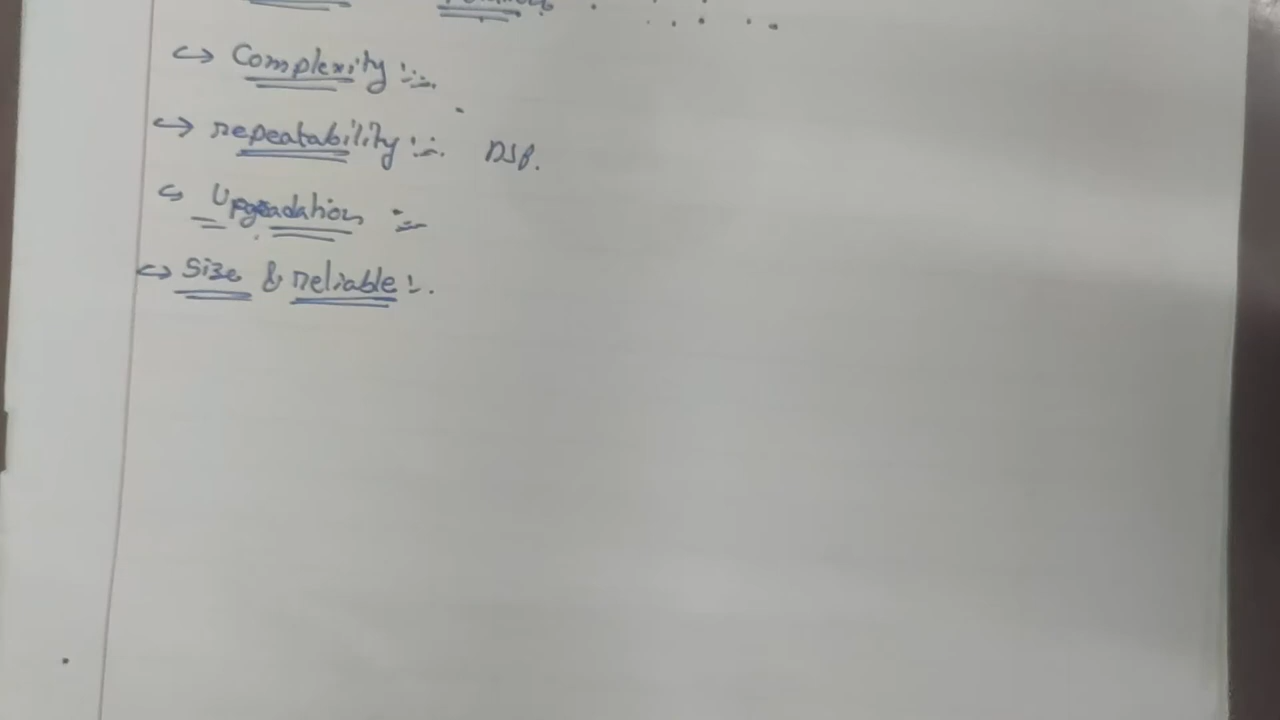 ↪ Complexity :-
↪ repeatability :- DSP.
↪ Upgradation :-
↪ Size & reliable :-